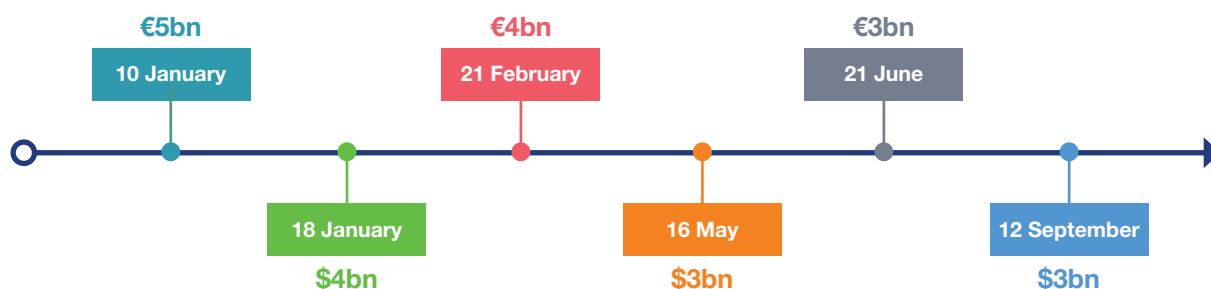 €5bn
10 January
€4bn
21 February
€3bn
21 June
18 January
$4bn
16 May
$3bn
12 September
$3bn